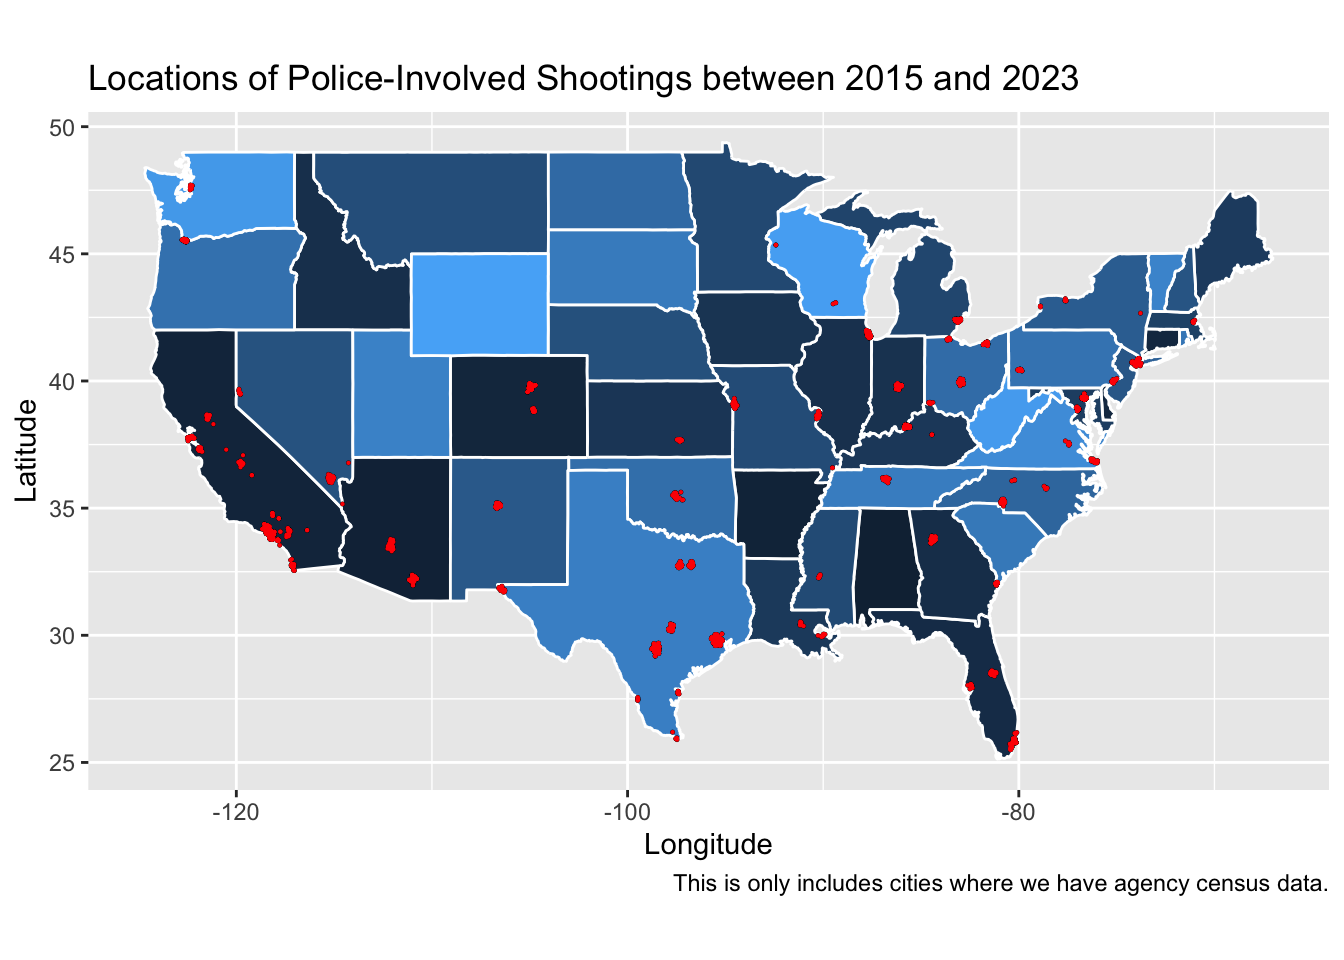 Locations of Police-Involved Shootings between 2015 and 2023
50
45
40
35
30
25
Latitude
-120
-100
-80
Longitude
This is only includes cities where we have agency census data.